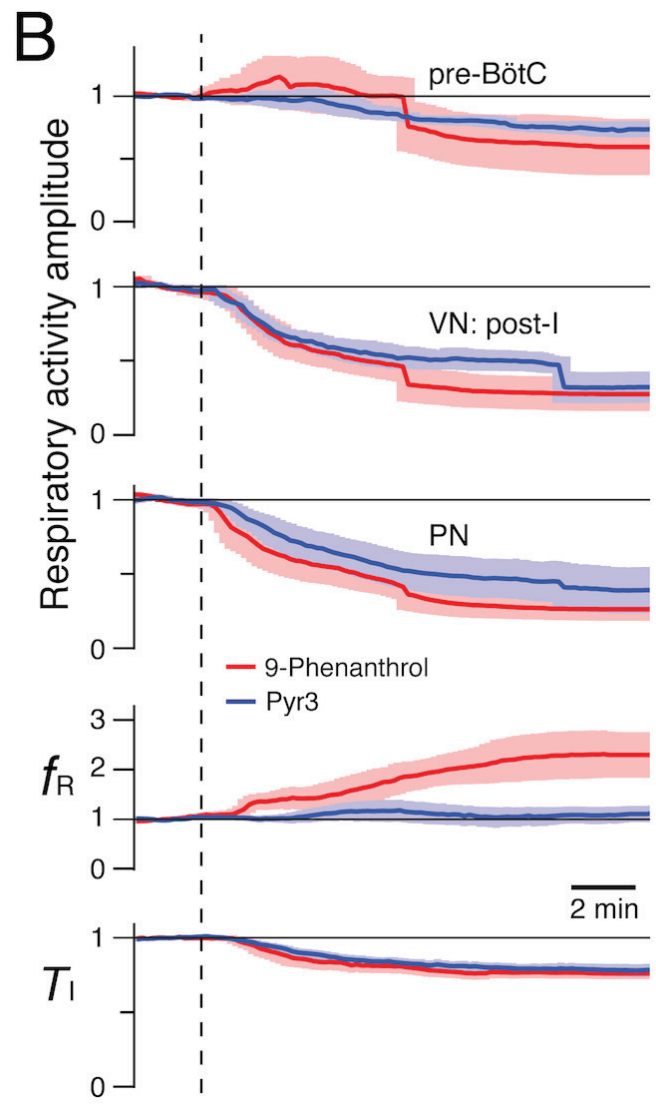 B
Respiratory activity amplitude
pre-BötC
1
0
VN: post-I
1
0
PN
1
0
9-Phenanthrol
Pyr3
fR
3
2
1
0
2 min
TI
1
0